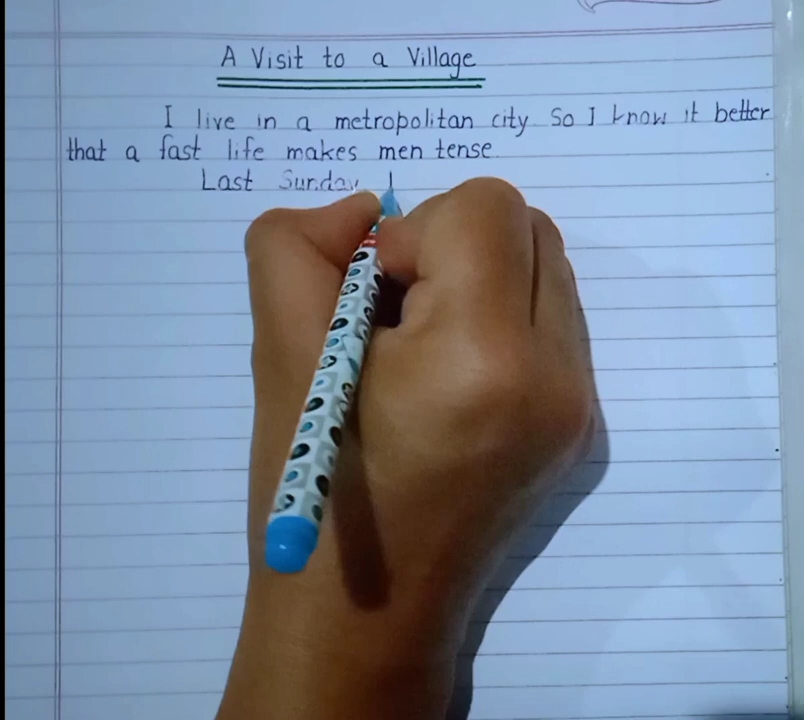 A Visit to a Village
I live in a metropolitan city So I know it better
that a fast life makes men tense
Last Sunday I